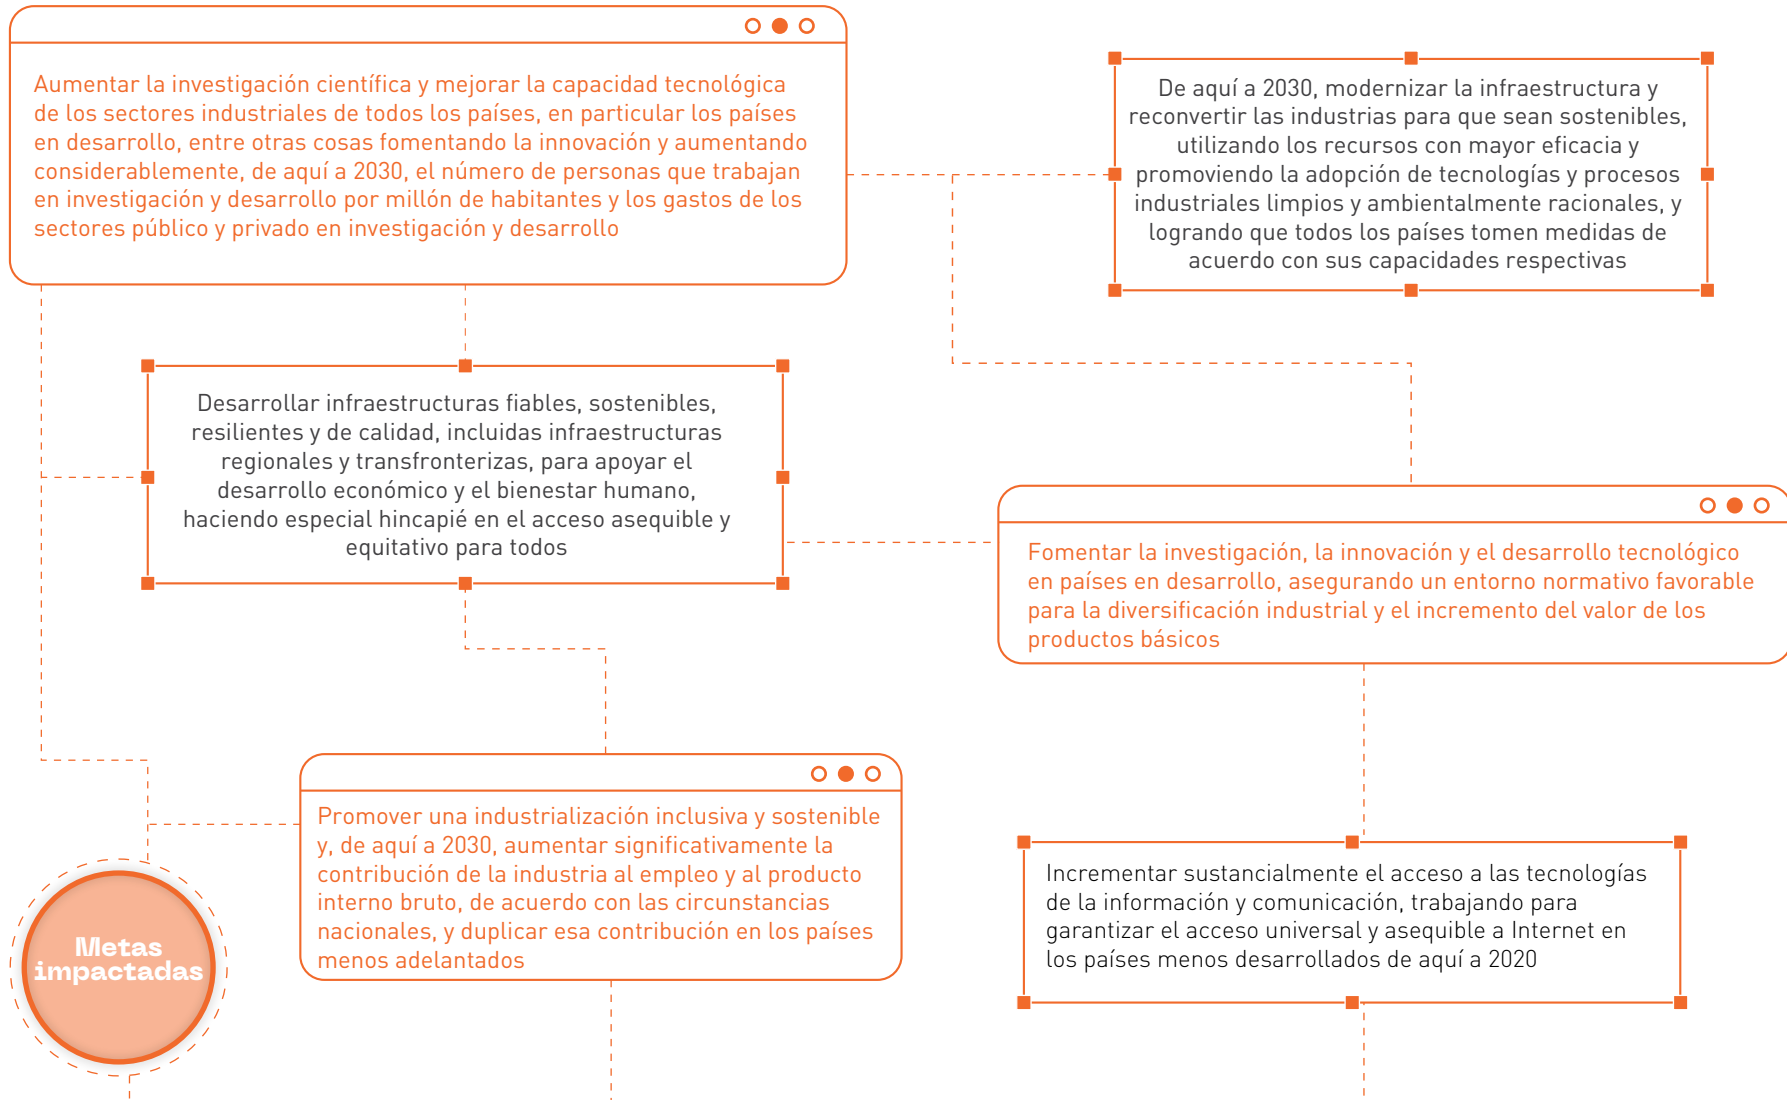 Aumentar la investigación científica y mejorar la capacidad tecnológica
de los sectores industriales de todos los países, en particular los países
en desarrollo, entre otras cosas fomentando la innovación y aumentando
considerablemente, de aquí a 2030, el número de personas que trabajan
en investigación y desarrollo por millón de habitantes y los gastos de los
sectores público y privado en investigación y desarrollo
De aquí a 2030, modernizar la infraestructura y
reconvertir las industrias para que sean sostenibles,
utilizando los recursos con mayor eficacia y
promoviendo la adopción de tecnologías y procesos
industriales limpios y ambientalmente racionales, y
logrando que todos los países tomen medidas de
acuerdo con sus capacidades respectivas
Desarrollar infraestructuras fiables, sostenibles,
resilientes y de calidad, incluidas infraestructuras
regionales y transfronterizas, para apoyar el
desarrollo económico y el bienestar humano,
haciendo especial hincapié en el acceso asequible y
equitativo para todos
Fomentar la investigación, la innovación y el desarrollo tecnológico
en países en desarrollo, asegurando un entorno normativo favorable
para la diversificación industrial y el incremento del valor de los
productos básicos
Promover una industrialización inclusiva y sostenible
y, de aquí a 2030, aumentar significativamente la
contribución de la industria al empleo y al producto
interno bruto, de acuerdo con las circunstancias
nacionales, y duplicar esa contribución en los países
menos adelantados
Incrementar sustancialmente el acceso a las tecnologías
de la información y comunicación, trabajando para
garantizar el acceso universal y asequible a Internet en
los países menos desarrollados de aquí a 2020
Metas
impactadas